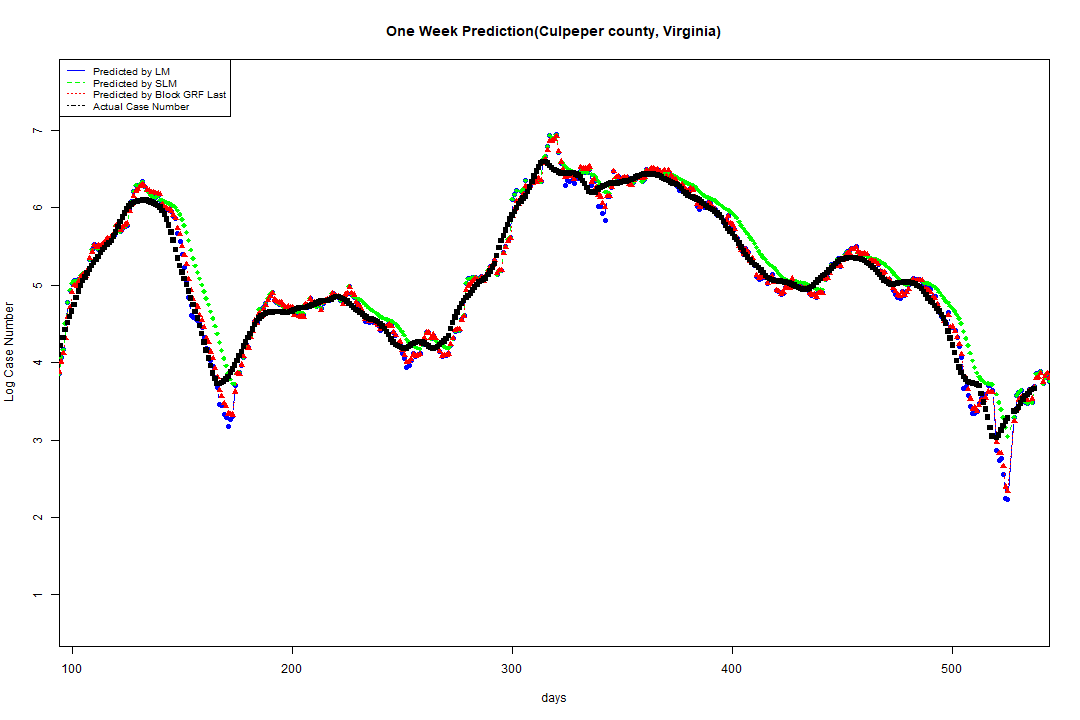 One Week Prediction(Culpeper county, Virginia)
Predicted by LM
Predicted by SLM
Predicted by Block GRF Last
Actual Case Number
7
6
5
4
3
2
1
Log Case Number
100 200 300 400 500
days